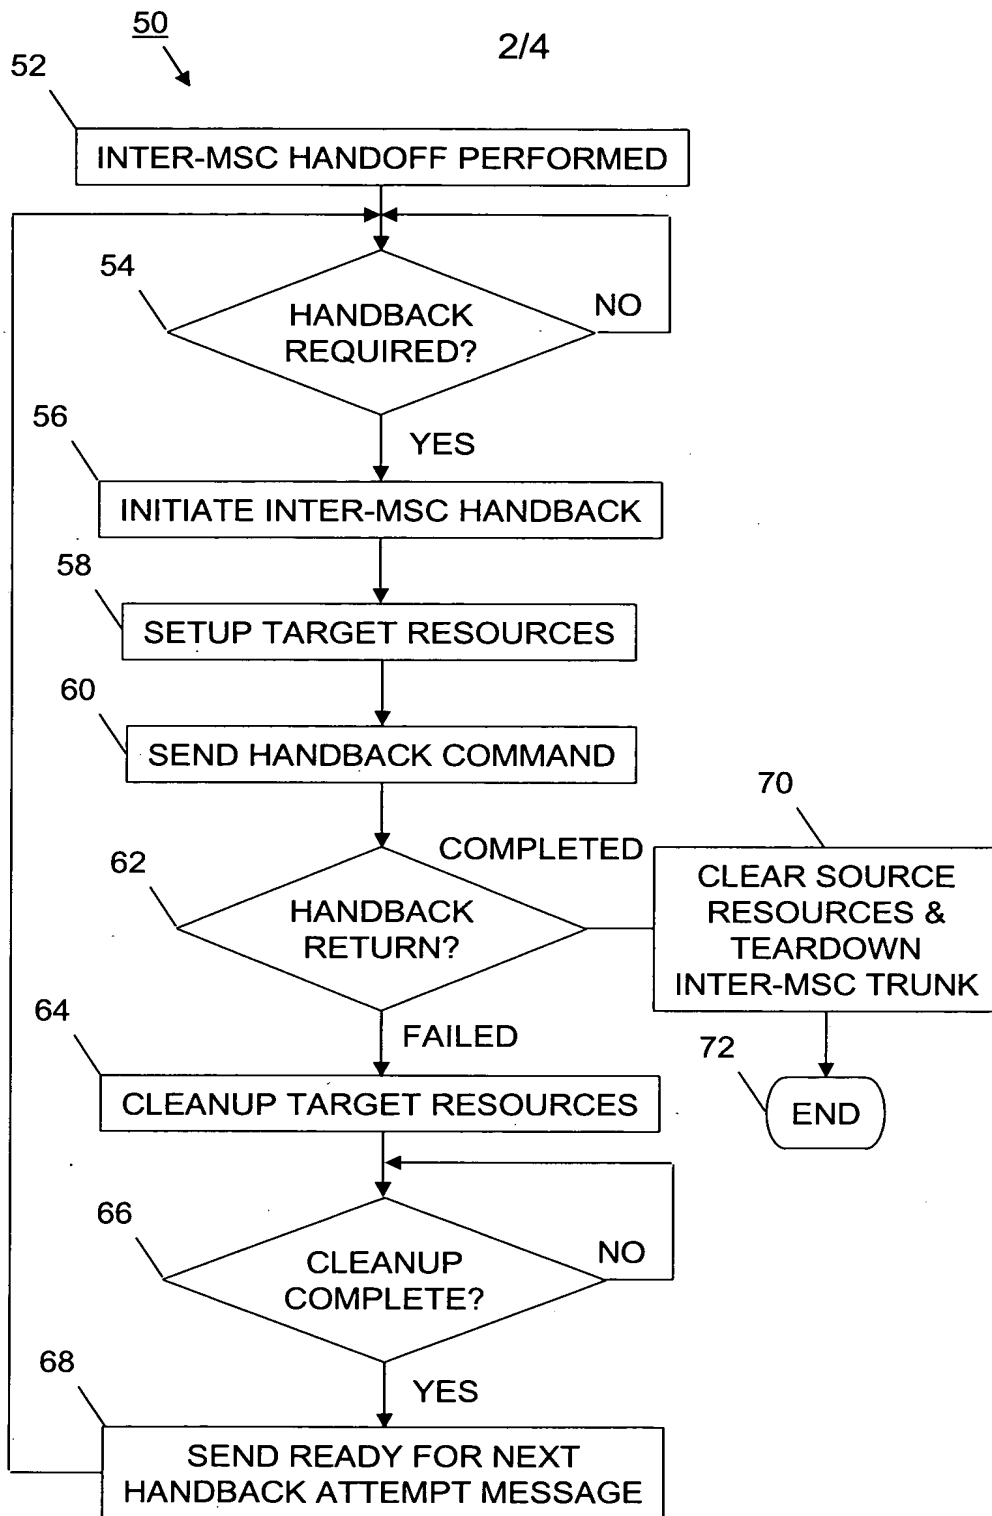 50
2/4
52
INTER-MSC HANDOFF PERFORMED
54
HANDBACK
REQUIRED?
NO
YES
56
INITIATE INTER-MSC HANDBACK
58
SETUP TARGET RESOURCES
60
SEND HANDBACK COMMAND
62
HANDBACK
RETURN?
COMPLETED
70
CLEAR SOURCE
RESOURCES &
TEARDOWN
INTER-MSC TRUNK
72
END
FAILED
64
CLEANUP TARGET RESOURCES
66
CLEANUP
COMPLETE?
NO
YES
68
SEND READY FOR NEXT
HANDBACK ATTEMPT MESSAGE